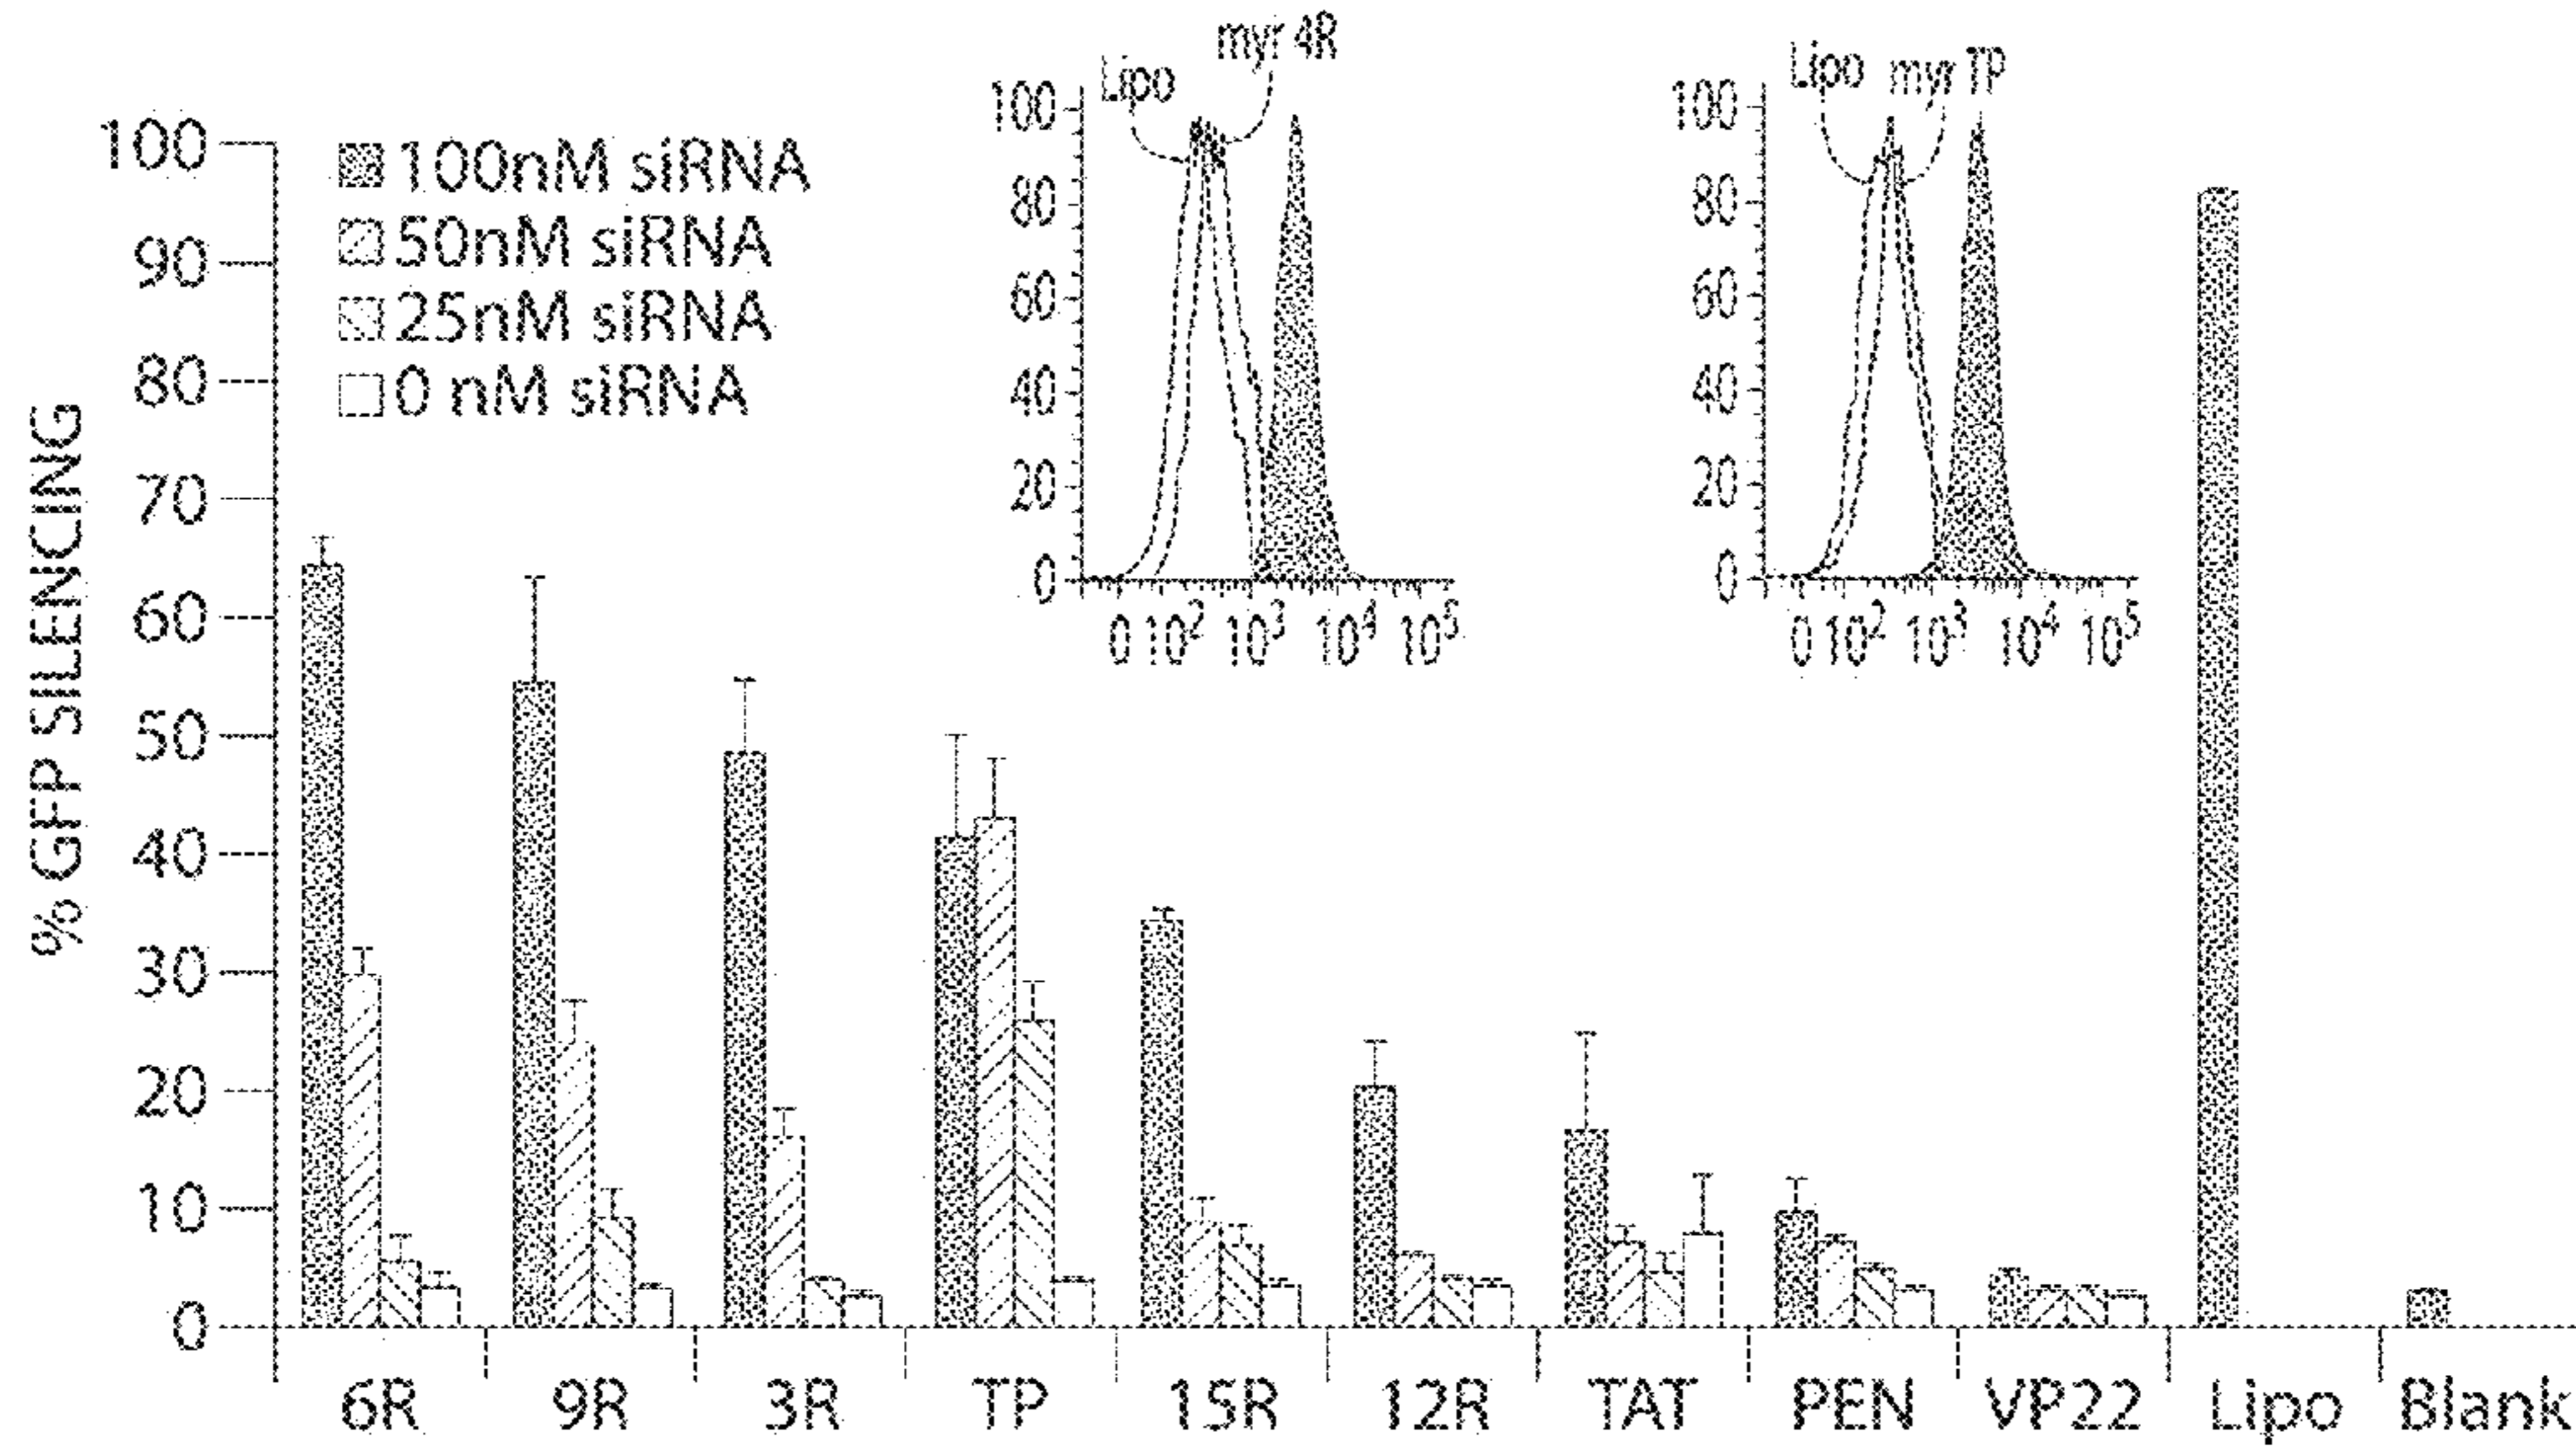 % GFP SILENCING
100
90
80
70
60
50
40
30
20
10
0
100nM siRNA
50nM siRNA
25nM siRNA
0 nM siRNA
Lipo
myr 4R
100
80
60
40
20
0
0 10² 10³ 10⁴ 10⁵
Lipo
myr TP
100
80
60
40
20
0
0 10² 10³ 10⁴ 10⁵
6R 9R 3R TP 15R 12R TAT PEN VP22 Lipo Blank